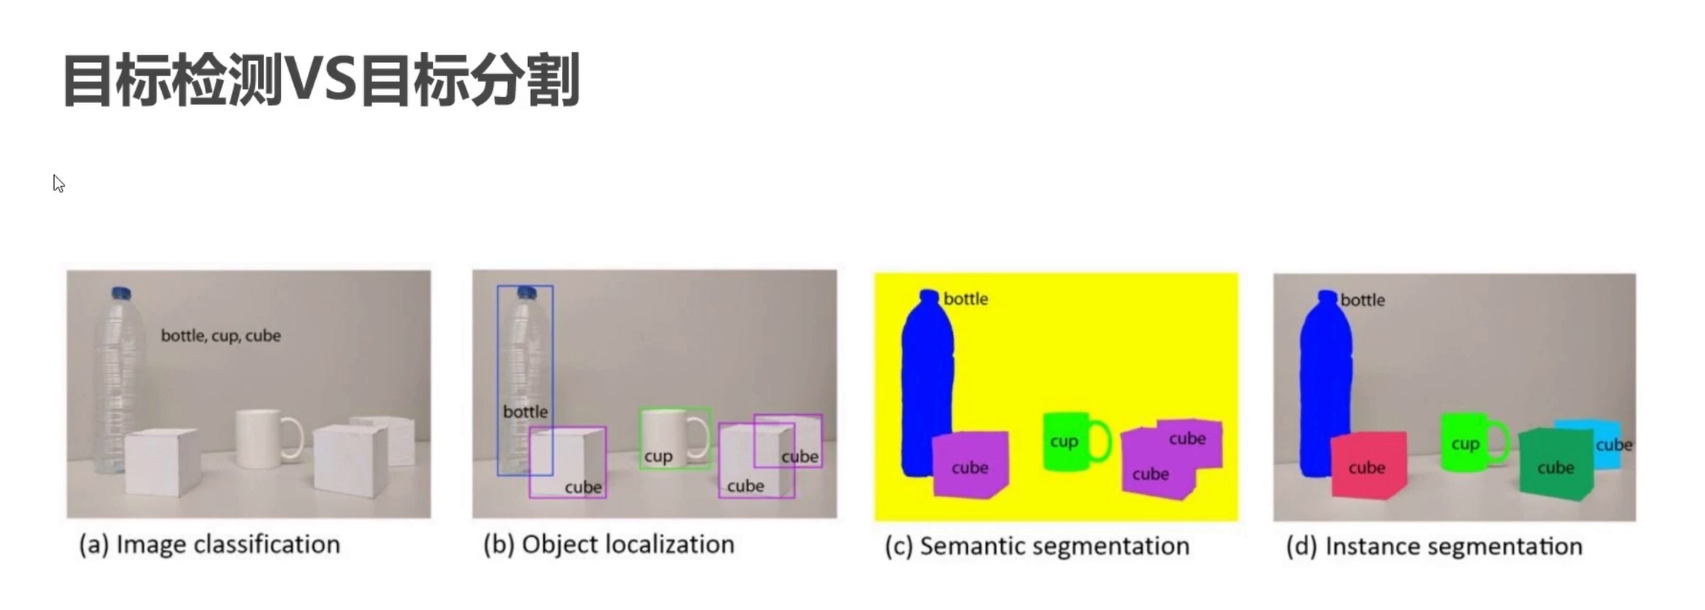 目标检测VS目标分割
bottle, cup, cube
bottle
cup
cube
cube
cube
bottle
cup
cube
cube
cube
bottle
cup
cube
cube
cube
(a) Image classification
(b) Object localization
(c) Semantic segmentation
(d) Instance segmentation